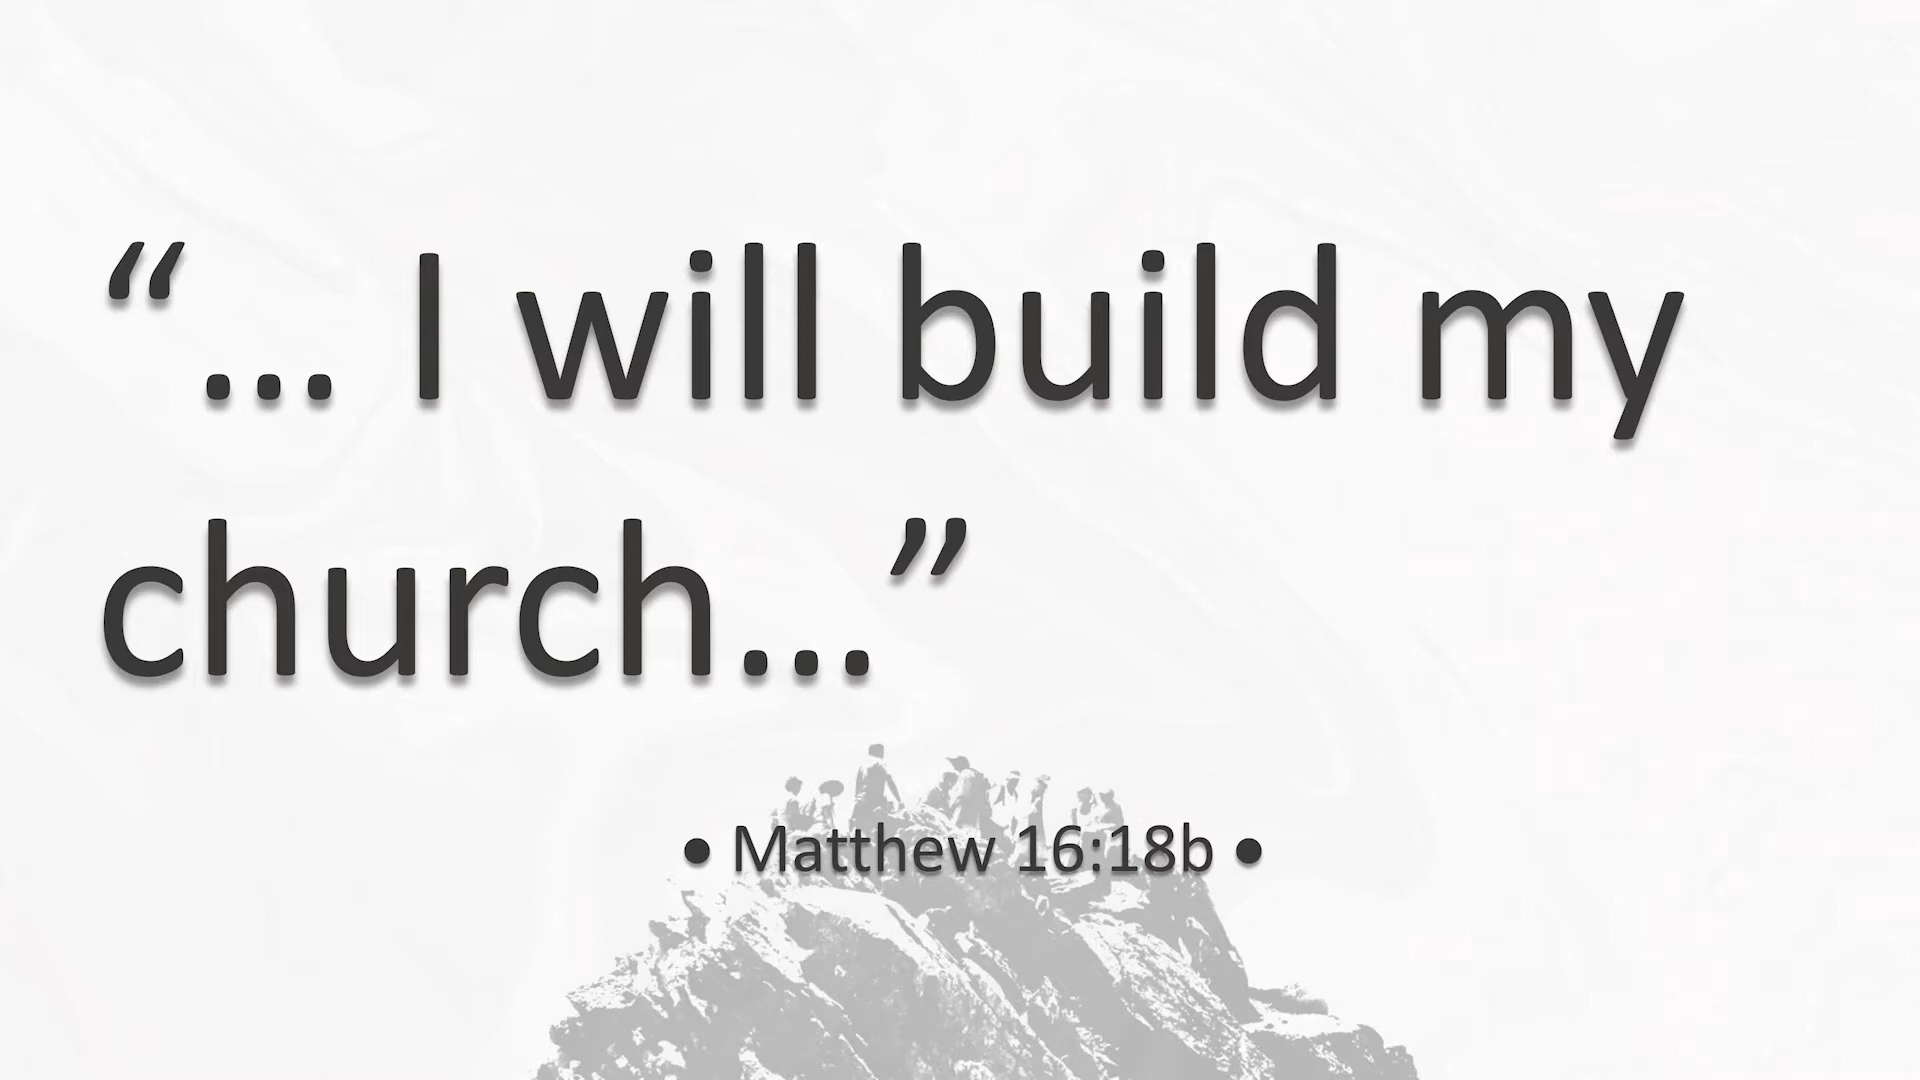 “… I will build my
church…”
• Matthew 16:18b •